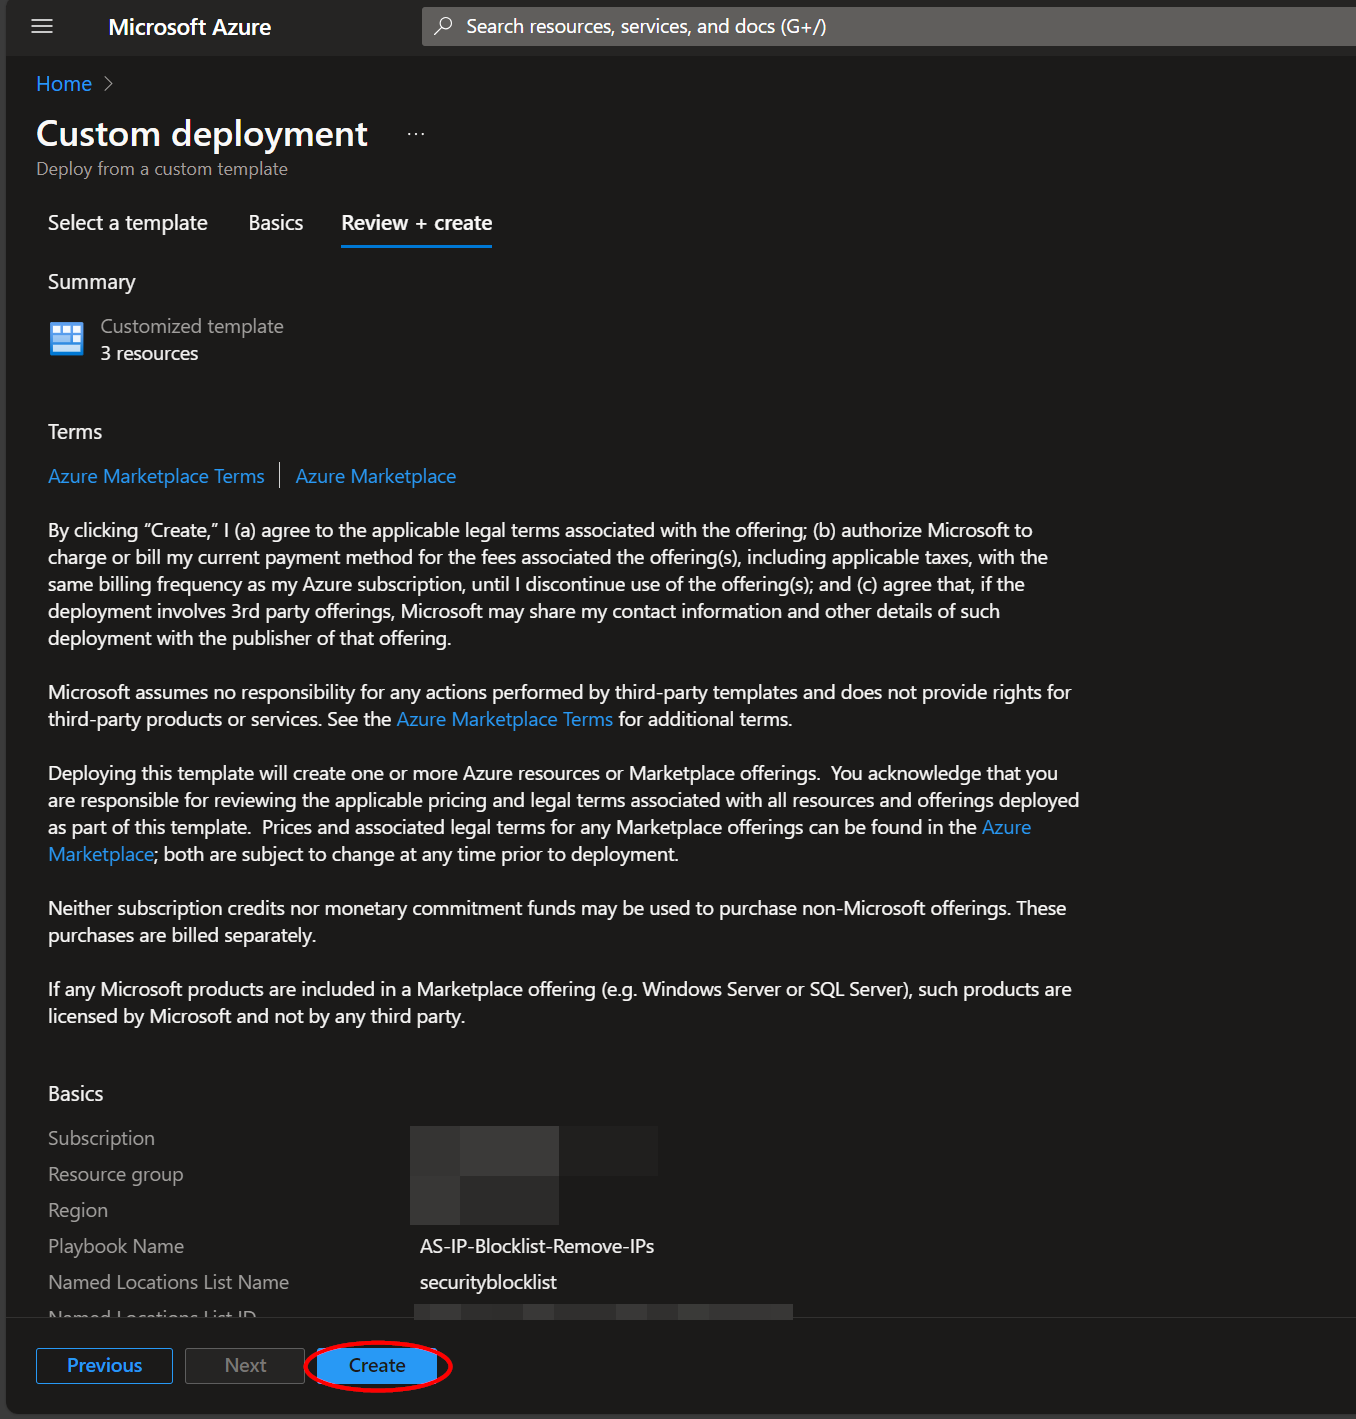 Microsoft Azure
Search resources, services, and docs (G+/)
Home
Custom deployment ...
Deploy from a custom template
Select a template Basics Review + create
Summary
Customized template
3 resources
Terms
Azure Marketplace Terms Azure Marketplace
By clicking “Create,” I (a) agree to the applicable legal terms associated with the offering; (b) authorize Microsoft to
charge or bill my current payment method for the fees associated the offering(s), including applicable taxes, with the
same billing frequency as my Azure subscription, until I discontinue use of the offering(s); and (c) agree that, if the
deployment involves 3rd party offerings, Microsoft may share my contact information and other details of such
deployment with the publisher of that offering.
Microsoft assumes no responsibility for any actions performed by third-party templates and does not provide rights for
third-party products or services. See the Azure Marketplace Terms for additional terms.
Deploying this template will create one or more Azure resources or Marketplace offerings.  You acknowledge that you
are responsible for reviewing the applicable pricing and legal terms associated with all resources and offerings deployed
as part of this template.  Prices and associated legal terms for any Marketplace offerings can be found in the Azure
Marketplace; both are subject to change at any time prior to deployment.
Neither subscription credits nor monetary commitment funds may be used to purchase non-Microsoft offerings. These
purchases are billed separately.
If any Microsoft products are included in a Marketplace offering (e.g. Windows Server or SQL Server), such products are
licensed by Microsoft and not by any third party.
Basics
Subscription
Resource group
Region
Playbook Name AS-IP-Blocklist-Remove-IPs
Named Locations List Name securityblocklist
Named Locations List ID
Previous Next Create